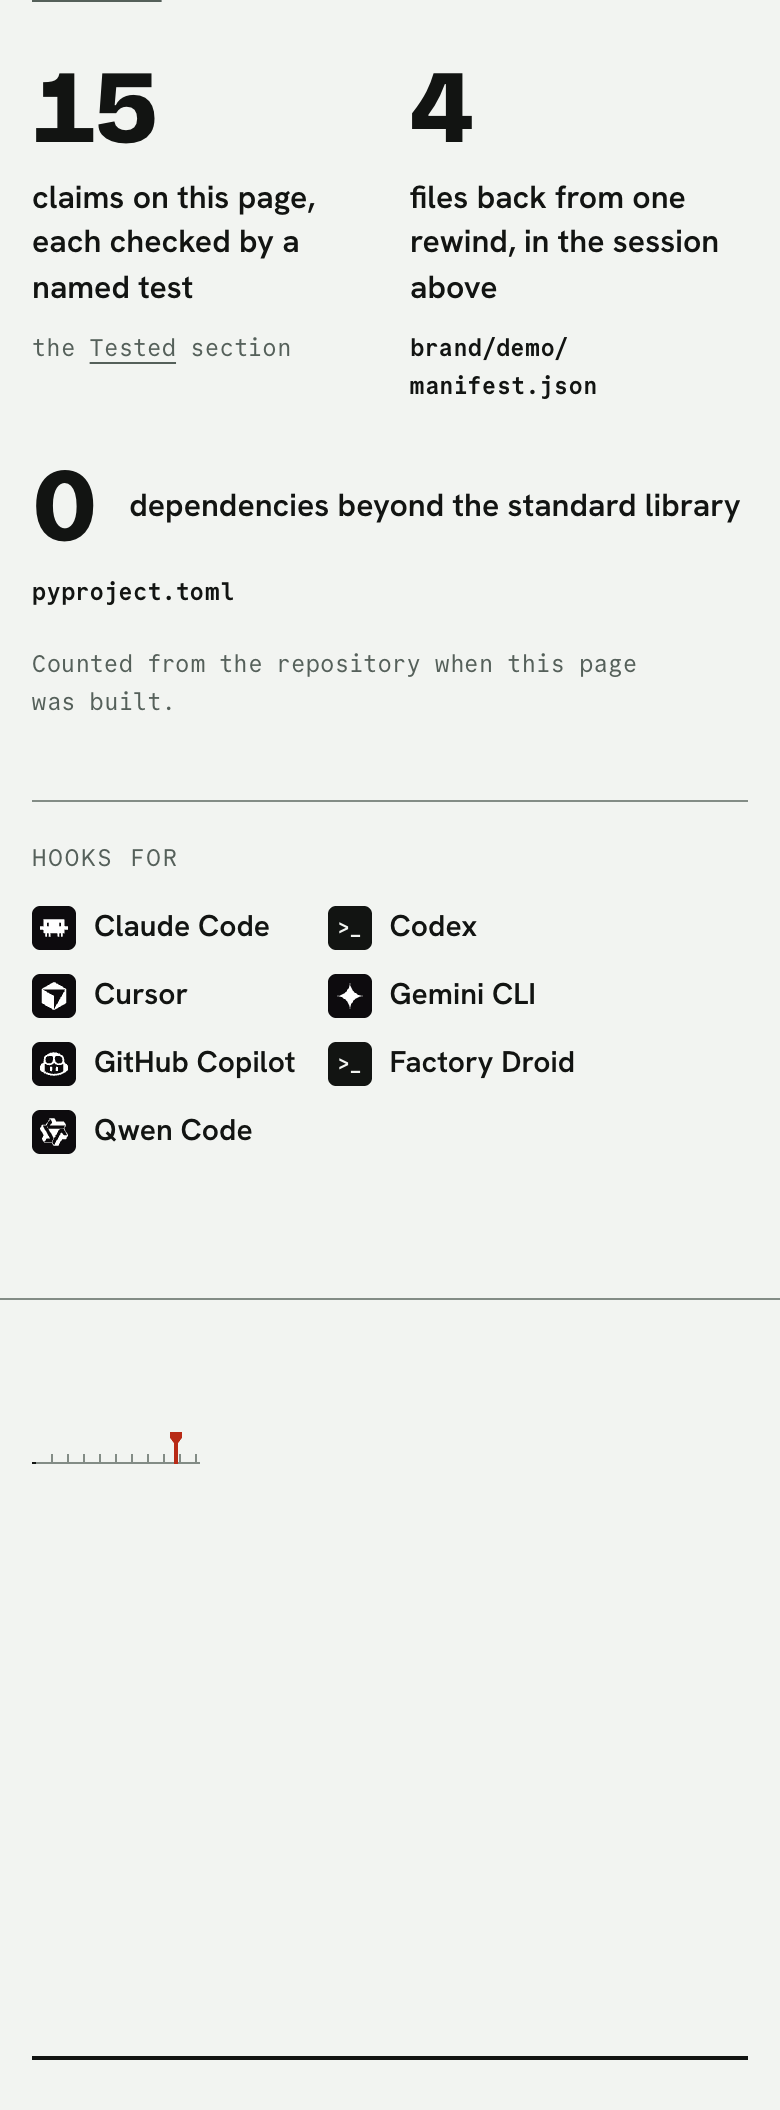 15
claims on this page,
each checked by a
named test
the Tested section
4
files back from one
rewind, in the session
above
brand/demo/
manifest.json
0 dependencies beyond the standard library
pyproject.toml
Counted from the repository when this page
was built.
HOOKS FOR
Claude Code
>_ Codex
Cursor
Gemini CLI
GitHub Copilot
>_ Factory Droid
Qwen Code